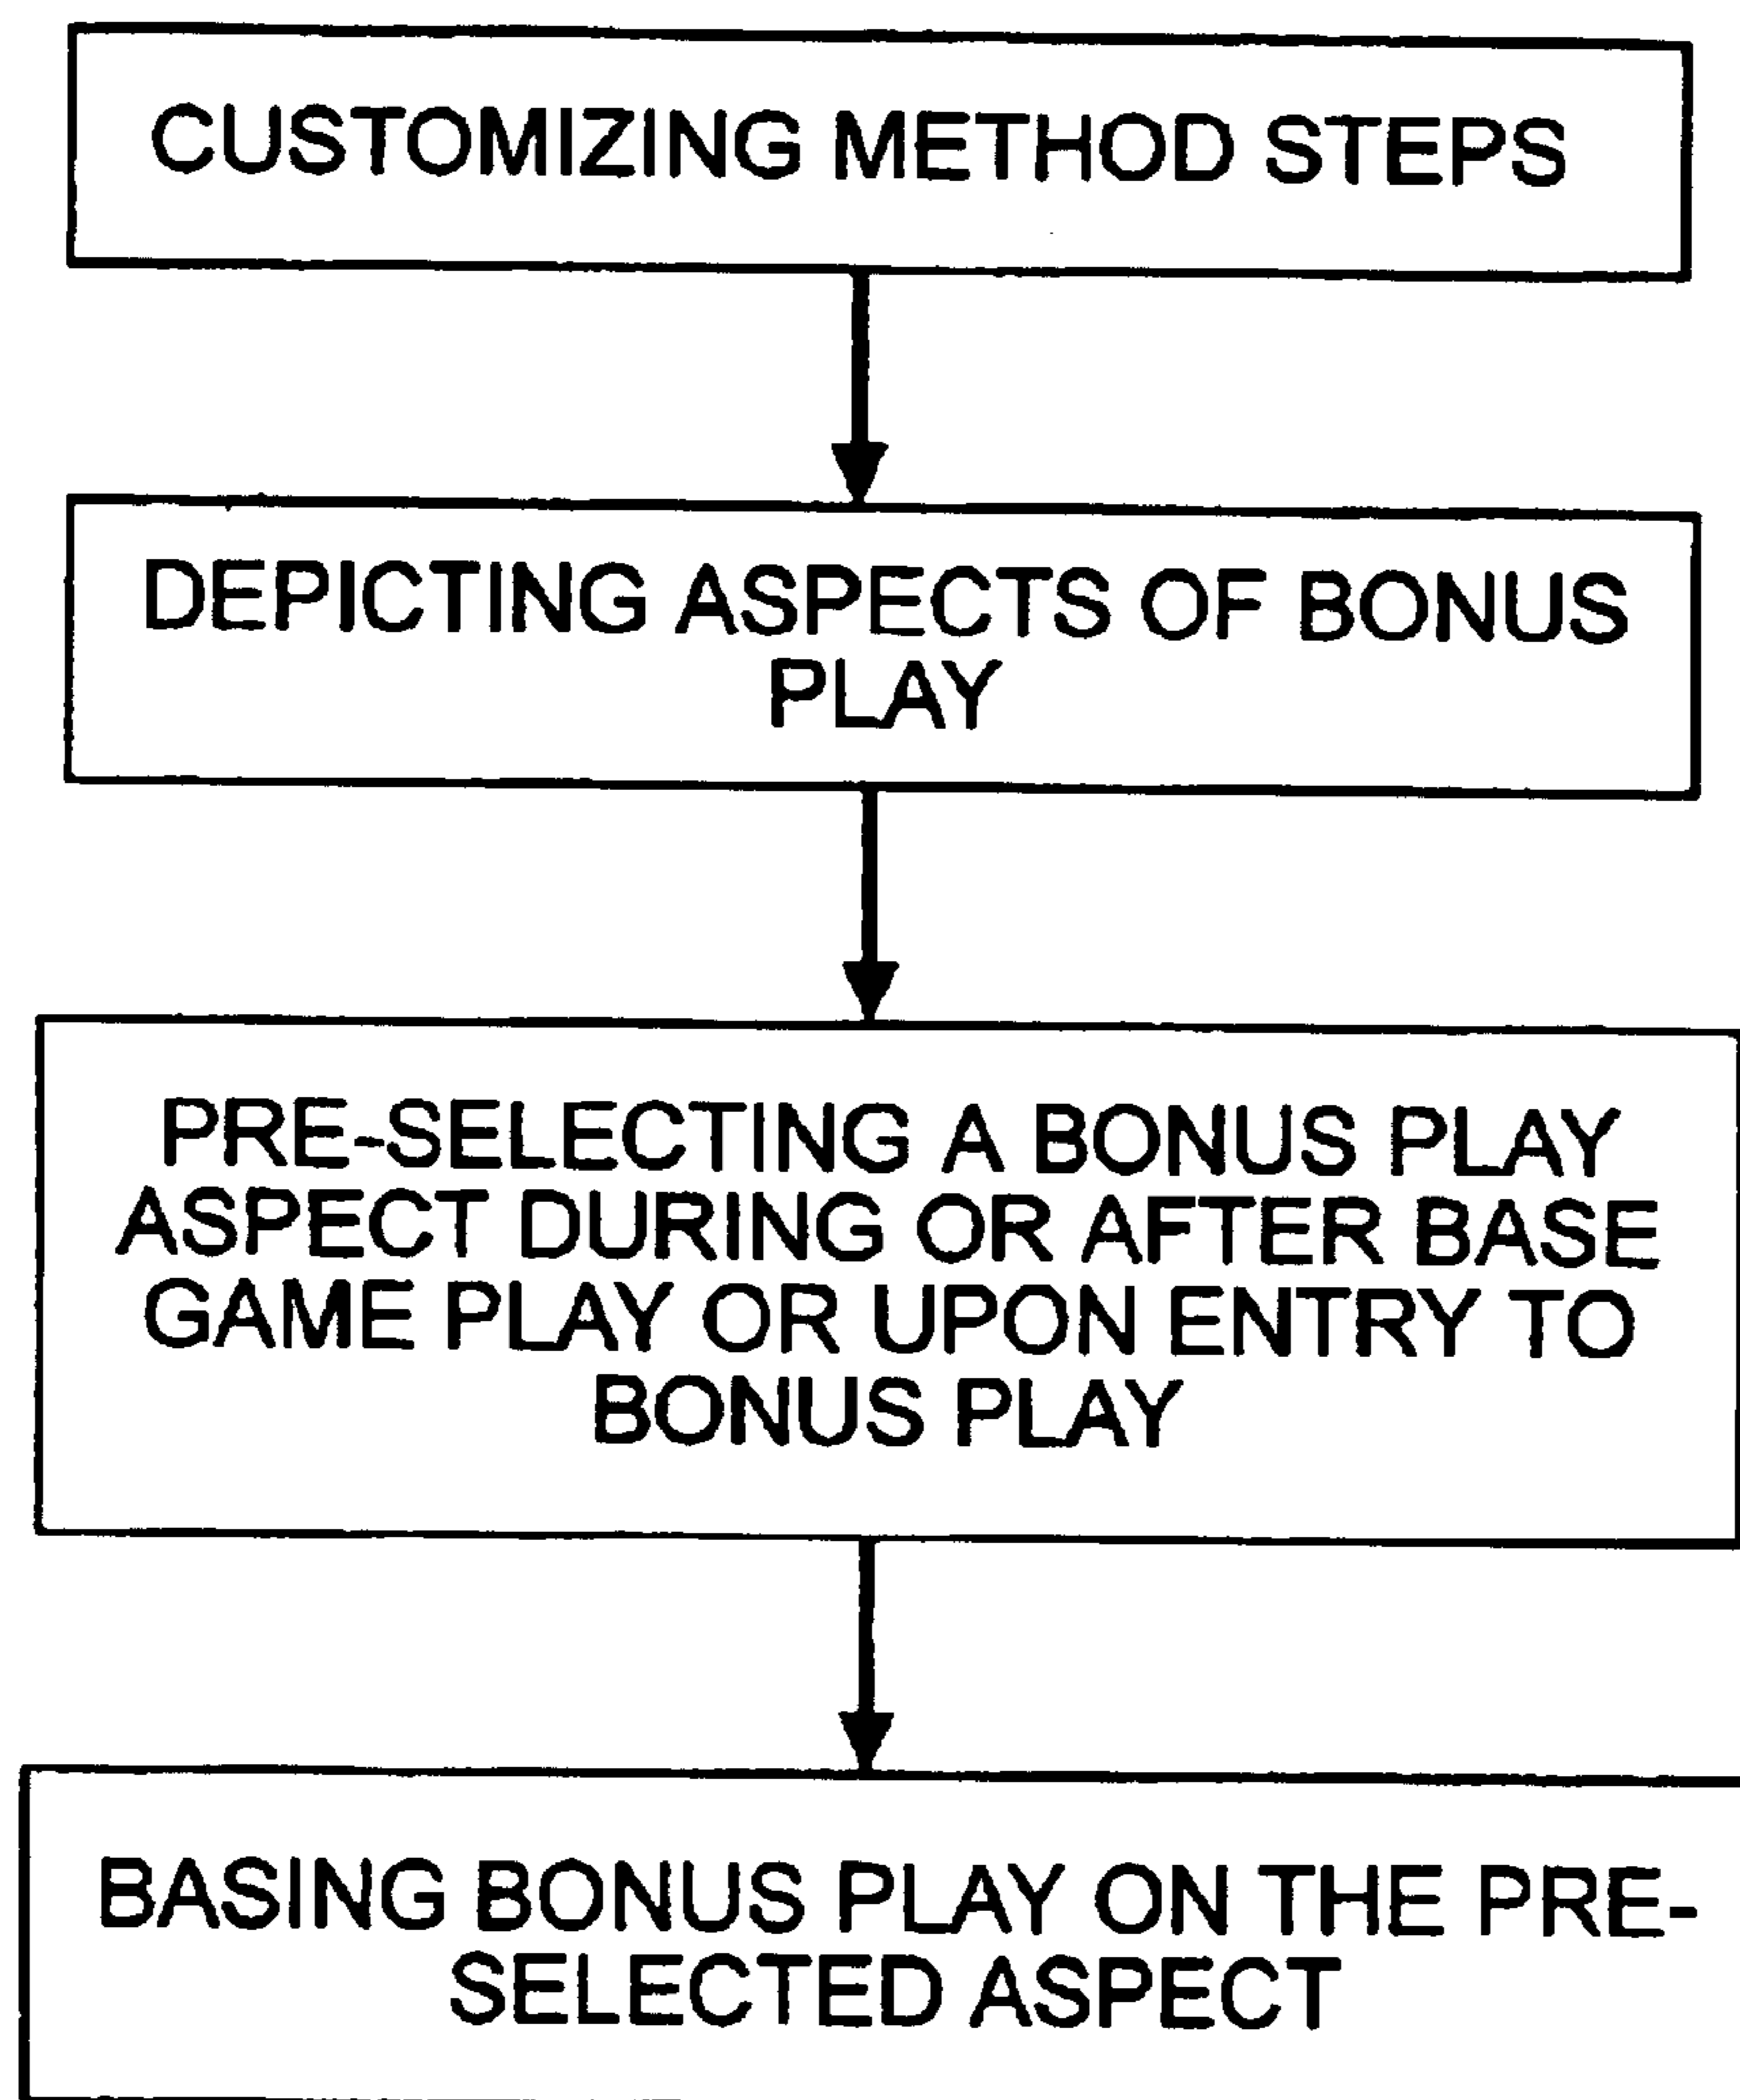 CUSTOMIZING METHOD STEPS
DEPICTING ASPECTS OF BONUS
PLAY
PRE-SELECTING A BONUS PLAY
ASPECT DURING OR AFTER BASE
GAME PLAY OR UPON ENTRY TO
BONUS PLAY
BASING BONUS PLAY ON THE PRE-
SELECTED ASPECT